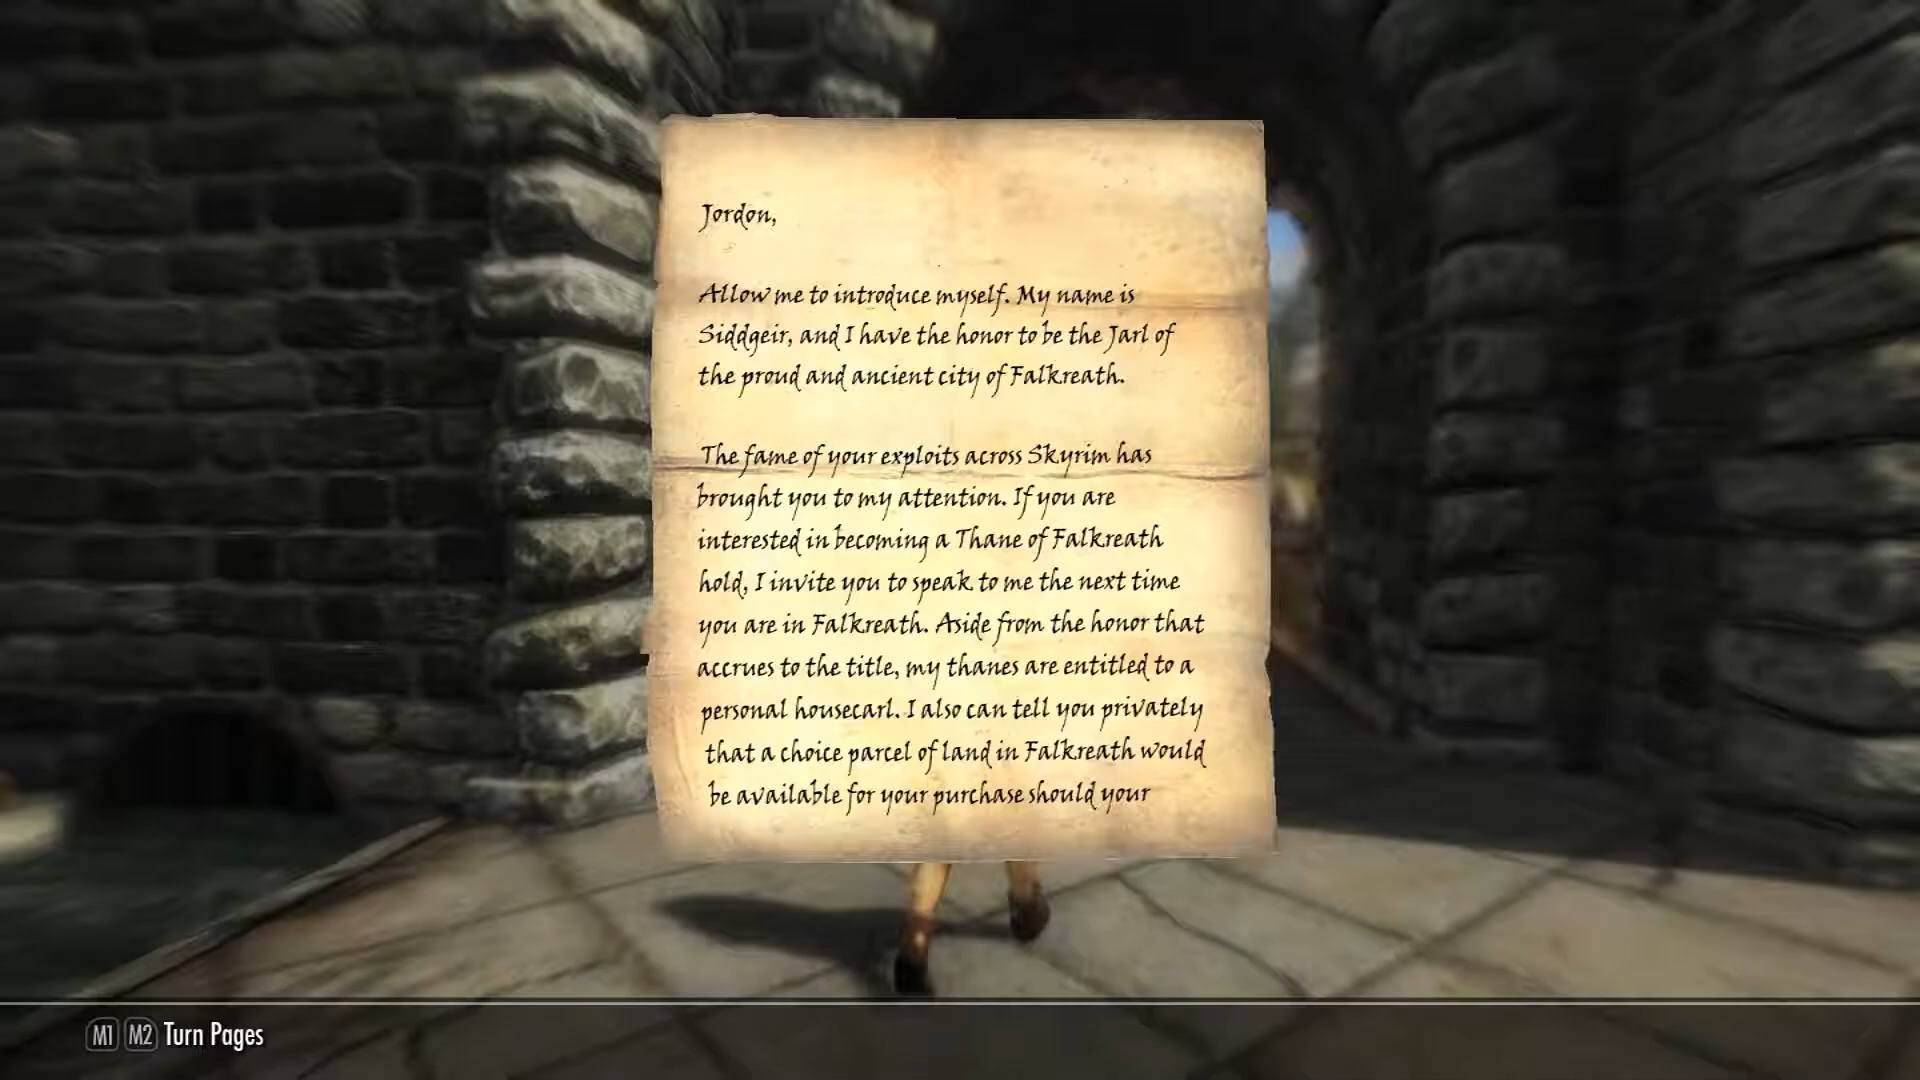 Jordon,
Allow me to introduce myself. My name is
Siddgeir, and I have the honor to be the Jarl of
the proud and ancient city of Falkreath.
The fame of your exploits across Skyrim has
brought you to my attention. If you are
interested in becoming a Thane of Falkreath
hold, I invite you to speak to me the next time
you are in Falkreath. Aside from the honor that
accrues to the title, my thanes are entitled to a
personal housecarl. I also can tell you privately
that a choice parcel of land in Falkreath would
be available for your purchase should your
M1 M2 Turn Pages